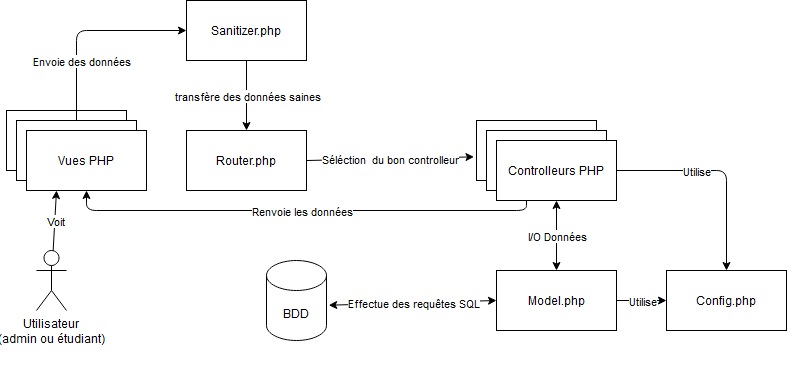 Sanitizer.php
Envoie des données
transfère des données saines
Vues PHP
Router.php
Séléction du bon controlleur
Controlleurs PHP
Utilise
Renvoie les données
Voit
I/O Données
BDD
Effectue des requêtes SQL
Model.php
Utilise
Config.php
Utilisateur
(admin ou étudiant)